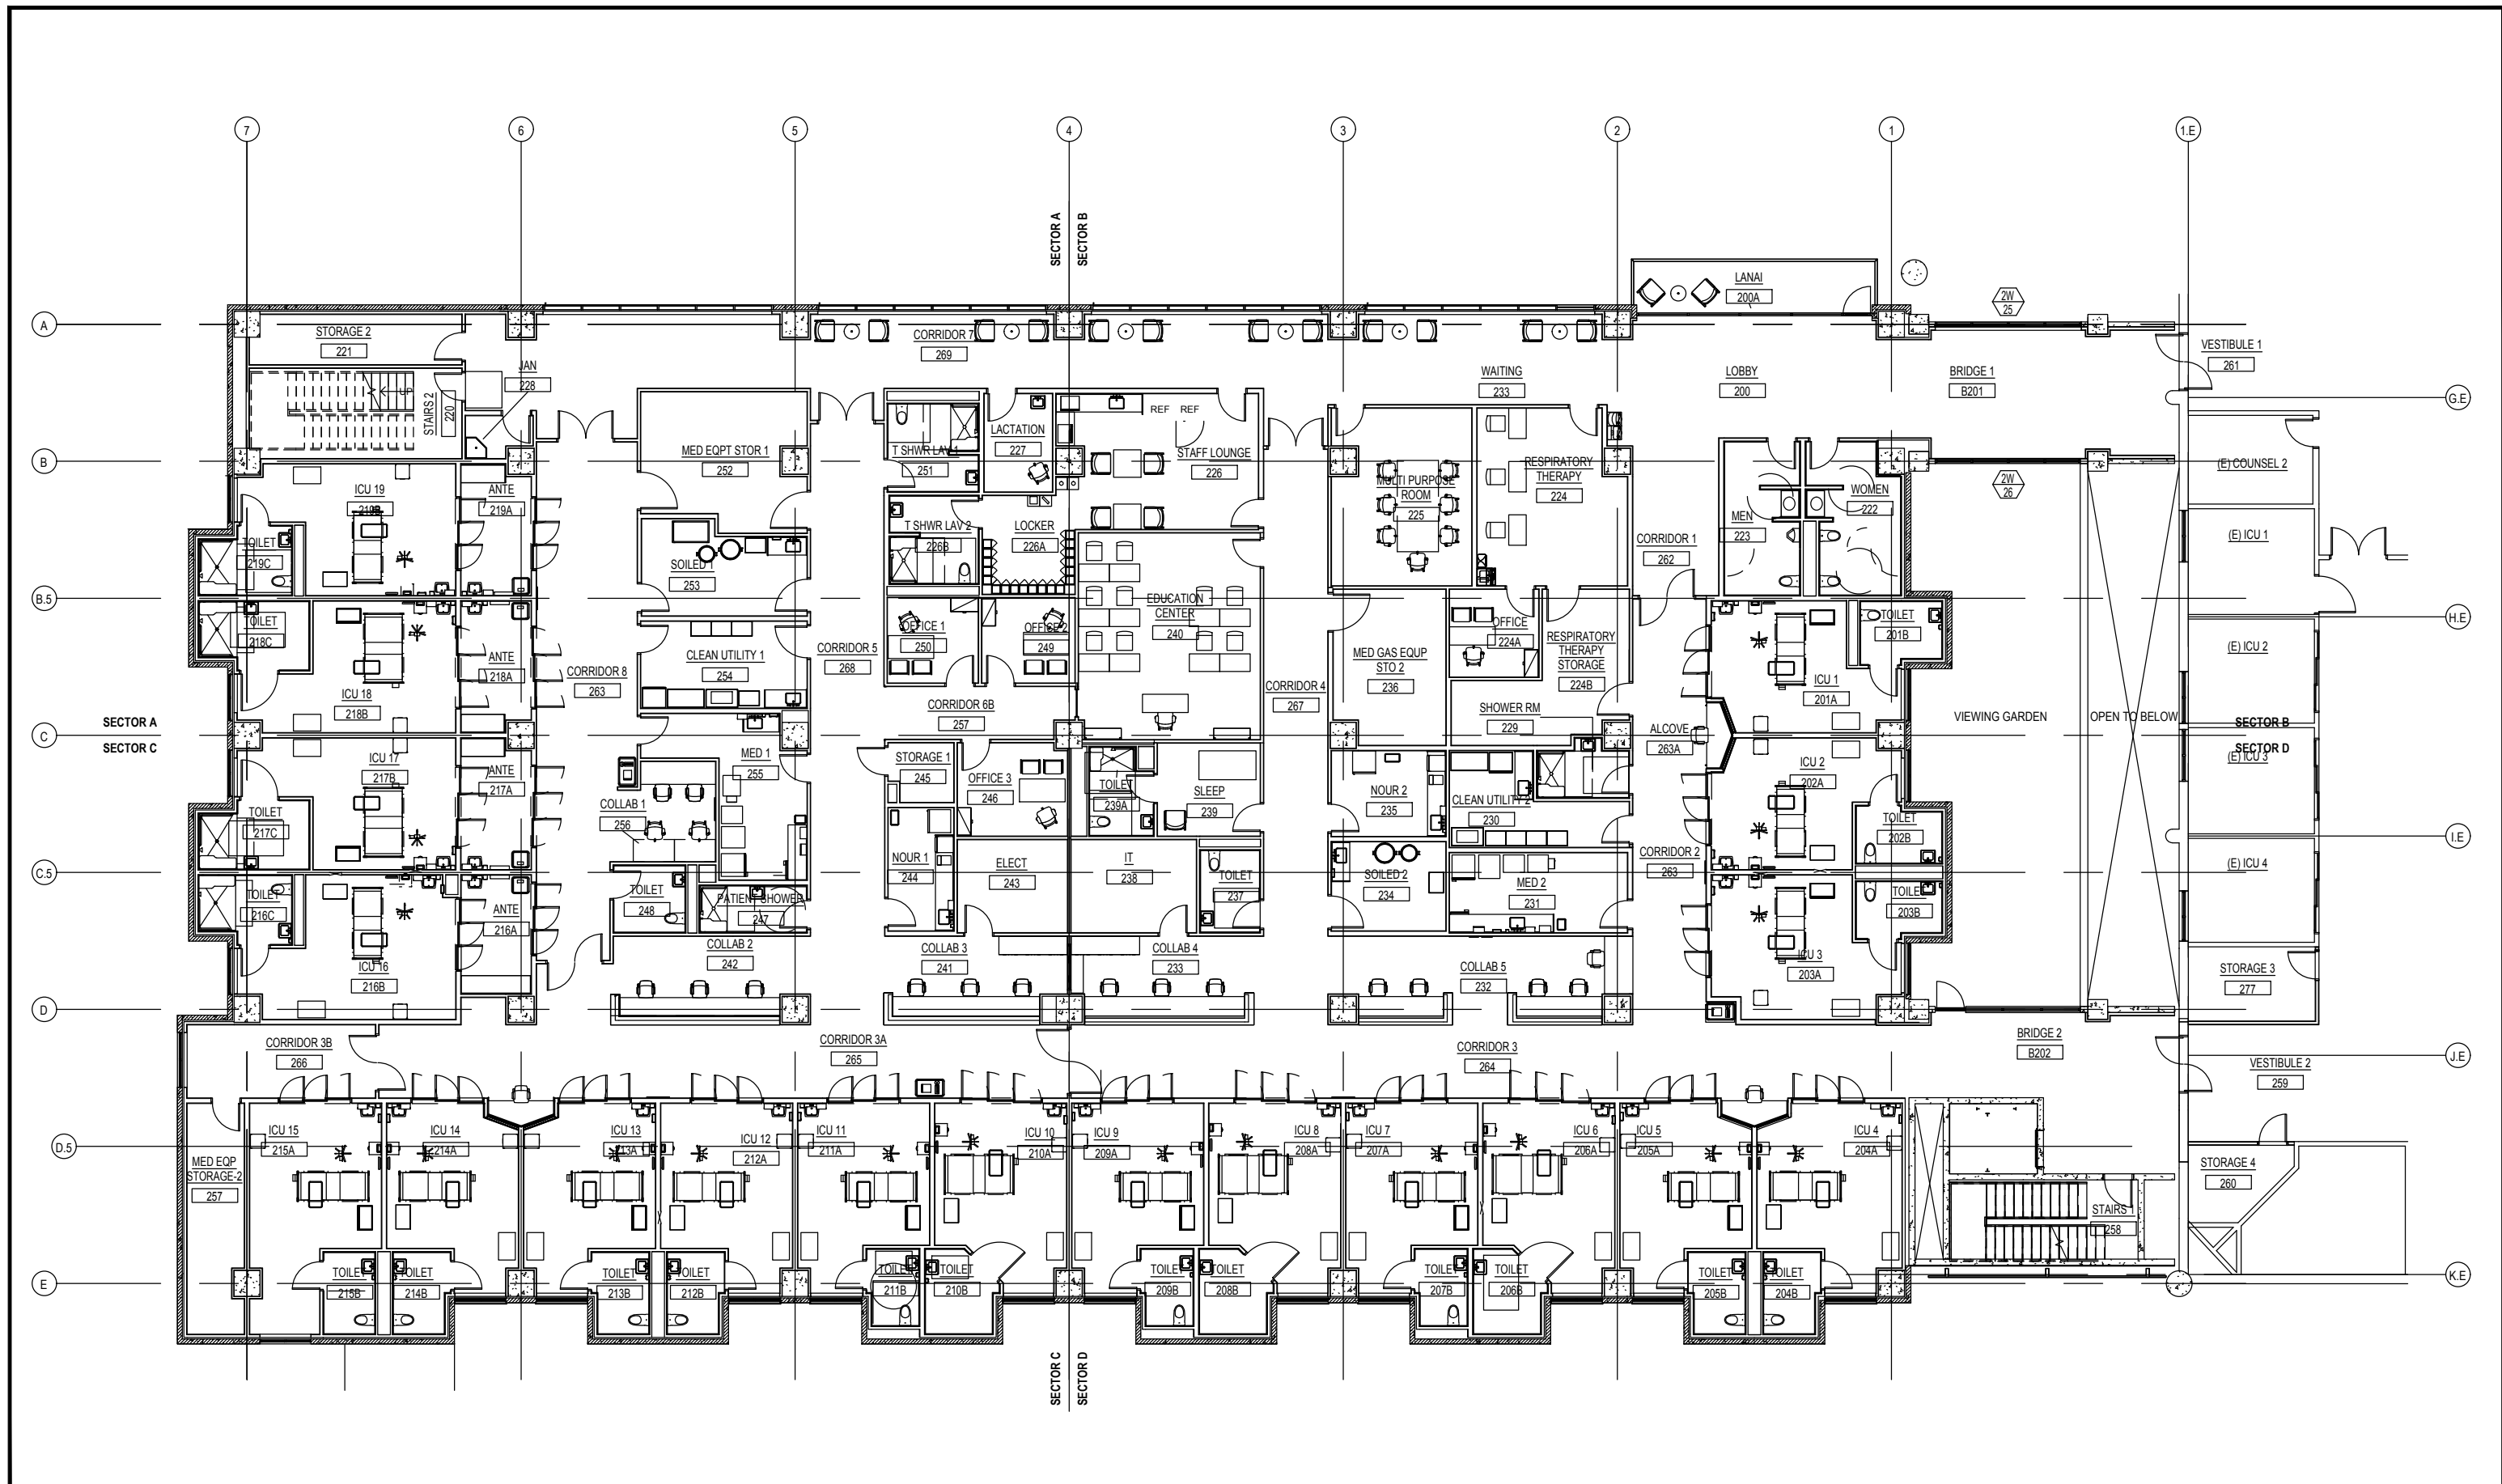 7
6
5
4
3
2
1
1.E
SECTOR A
SECTOR B
LANAI
200A
2W
25
A
STORAGE 2
221
CORRIDOR 7
269
VESTIBULE 1
261
JAN
228
WAITING
233
LOBBY
200
BRIDGE 1
B201
UP
STAIRS 2
220
G.E
REF
REF
LACTATION
227
T SHWR LAV 1
251
STAFF LOUNGE
226
B
MED EQPT STOR 1
252
MULTI PURPOSE
ROOM
225
RESPIRATORY
THERAPY
224
(E) COUNSEL 2
2W
26
ICU 19
219B
ANTE
219A
WOMEN
222
MEN
223
T SHWR LAV 2
226B
LOCKER
226A
TOILET
219C
SOILED 1
253
CORRIDOR 1
262
(E) ICU 1
B.5
EDUCATION
CENTER
240
H.E
TOILET
218C
OFFICE 1
250
OFFICE 2
249
OFFICE
224A
TOILET
201B
CLEAN UTILITY 1
254
CORRIDOR 5
268
MED GAS EQUP
STO 2
236
RESPIRATORY
THERAPY
STORAGE
224B
(E) ICU 2
ANTE
218A
CORRIDOR 8
263
ICU 18
218B
CORRIDOR 4
267
ICU 1
201A
CORRIDOR 6B
257
SHOWER RM
229
VIEWING GARDEN
OPEN TO BELOW
SECTOR A
SECTOR C
SECTOR B
SECTOR D
C
ALCOVE
263A
MED 1
255
STORAGE 1
245
(E) ICU 3
ICU 17
217B
ANTE
217A
OFFICE 3
246
TOILET
239A
SLEEP
239
NOUR 2
235
CLEAN UTILITY 2
230
ICU 2
202A
COLLAB 1
256
TOILET
217C
TOILET
202B
I.E
C.5
NOUR 1
244
ELECT
243
IT
238
TOILET
237
SOILED 2
234
MED 2
231
CORRIDOR 2
263
(E) ICU 4
TOILET
216C
ANTE
216A
TOILET
248
PATIENT SHOWER
247
TOILET
203B
ICU 16
216B
COLLAB 2
242
COLLAB 3
241
COLLAB 4
233
COLLAB 5
232
ICU 3
203A
STORAGE 3
277
D
CORRIDOR 3B
266
CORRIDOR 3A
265
CORRIDOR 3
264
BRIDGE 2
B202
J.E
VESTIBULE 2
259
D.5
ICU 15
215A
ICU 14
214A
ICU 13
213A
ICU 12
212A
ICU 11
211A
ICU 10
210A
ICU 9
209A
ICU 8
208A
ICU 7
207A
ICU 6
206A
ICU 5
205A
ICU 4
204A
MED EQP
STORAGE-2
257
STORAGE 4
260
STAIRS 1
258
E
TOILET
215B
TOILET
214B
TOILET
213B
TOILET
212B
TOILET
211B
TOILET
210B
TOILET
209B
TOILET
208B
TOILET
207B
TOILET
206B
TOILET
205B
TOILET
204B
K.E
SECTOR C
SECTOR D